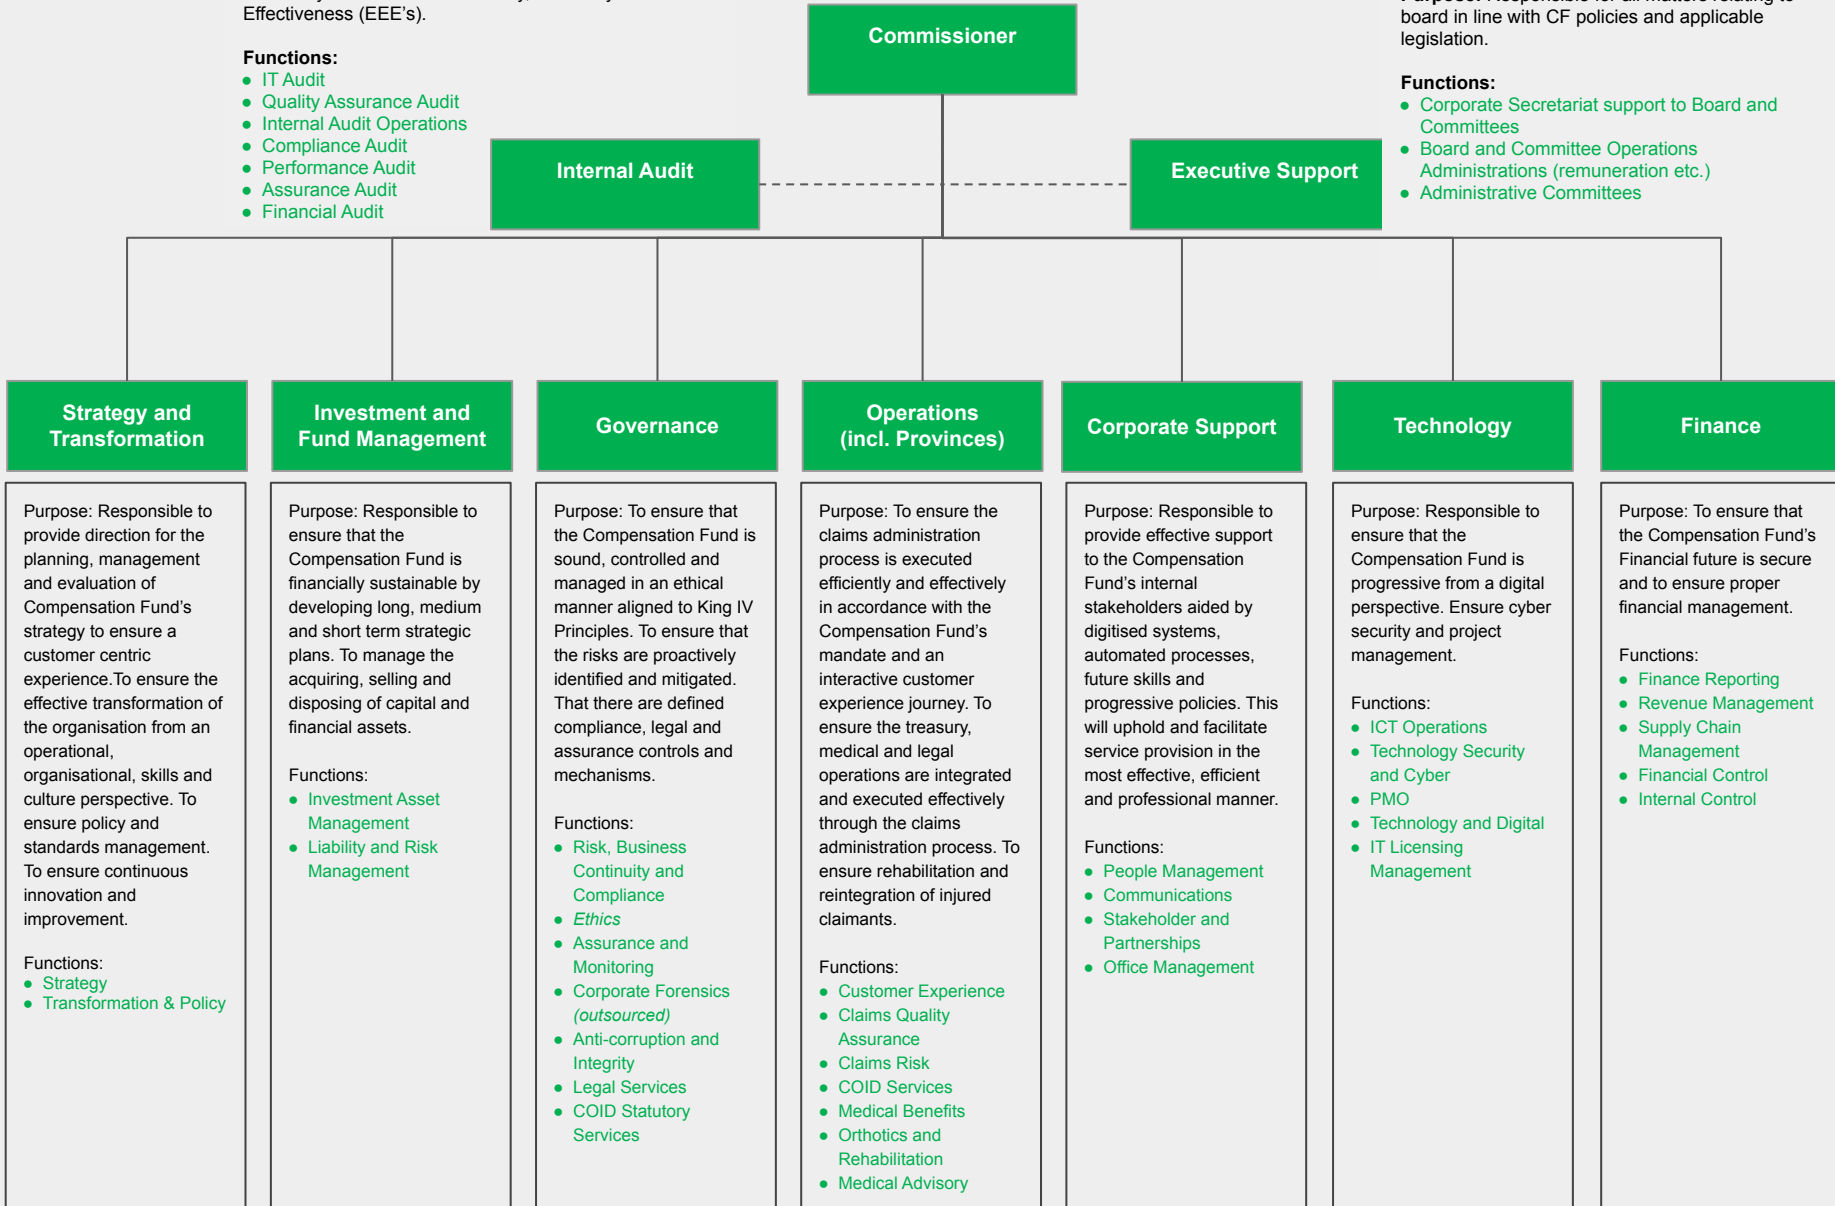 Effectiveness (EEE's).
Functions:
● IT Audit
● Quality Assurance Audit
● Internal Audit Operations
● Compliance Audit
● Performance Audit
● Assurance Audit
● Financial Audit
Commissioner
board in line with CF policies and applicable
legislation.
Functions:
● Corporate Secretariat support to Board and
Committees
● Board and Committee Operations
Administrations (remuneration etc.)
● Administrative Committees
Internal Audit
Executive Support
Strategy and
Transformation
Purpose: Responsible to
provide direction for the
planning, management
and evaluation of
Compensation Fund's
strategy to ensure a
customer centric
experience.To ensure the
effective transformation of
the organisation from an
operational,
organisational, skills and
culture perspective. To
ensure policy and
standards management.
To ensure continuous
innovation and
improvement.
Functions:
● Strategy
● Transformation & Policy
Investment and
Fund Management
Purpose: Responsible to
ensure that the
Compensation Fund is
financially sustainable by
developing long, medium
and short term strategic
plans. To manage the
acquiring, selling and
disposing of capital and
financial assets.
Functions:
● Investment Asset
Management
● Liability and Risk
Management
Governance
Purpose: To ensure that
the Compensation Fund is
sound, controlled and
managed in an ethical
manner aligned to King IV
Principles. To ensure that
the risks are proactively
identified and mitigated.
That there are defined
compliance, legal and
assurance controls and
mechanisms.
Functions:
● Risk, Business
Continuity and
Compliance
● Ethics
● Assurance and
Monitoring
● Corporate Forensics
(outsourced)
● Anti-corruption and
Integrity
● Legal Services
● COID Statutory
Services
Operations
(incl. Provinces)
Purpose: To ensure the
claims administration
process is executed
efficiently and effectively
in accordance with the
Compensation Fund's
mandate and an
interactive customer
experience journey. To
ensure the treasury,
medical and legal
operations are integrated
and executed effectively
through the claims
administration process. To
ensure rehabilitation and
reintegration of injured
claimants.
Functions:
● Customer Experience
● Claims Quality
Assurance
● Claims Risk
● COID Services
● Medical Benefits
● Orthotics and
Rehabilitation
● Medical Advisory
Corporate Support
Purpose: Responsible to
provide effective support
to the Compensation
Fund's internal
stakeholders aided by
digitised systems,
automated processes,
future skills and
progressive policies. This
will uphold and facilitate
service provision in the
most effective, efficient
and professional manner.
Functions:
● People Management
● Communications
● Stakeholder and
Partnerships
● Office Management
Technology
Purpose: Responsible to
ensure that the
Compensation Fund is
progressive from a digital
perspective. Ensure cyber
security and project
management.
Functions:
● ICT Operations
● Technology Security
and Cyber
● PMO
● Technology and Digital
● IT Licensing
Management
Finance
Purpose: To ensure that
the Compensation Fund's
Financial future is secure
and to ensure proper
financial management.
Functions:
● Finance Reporting
● Revenue Management
● Supply Chain
Management
● Financial Control
● Internal Control